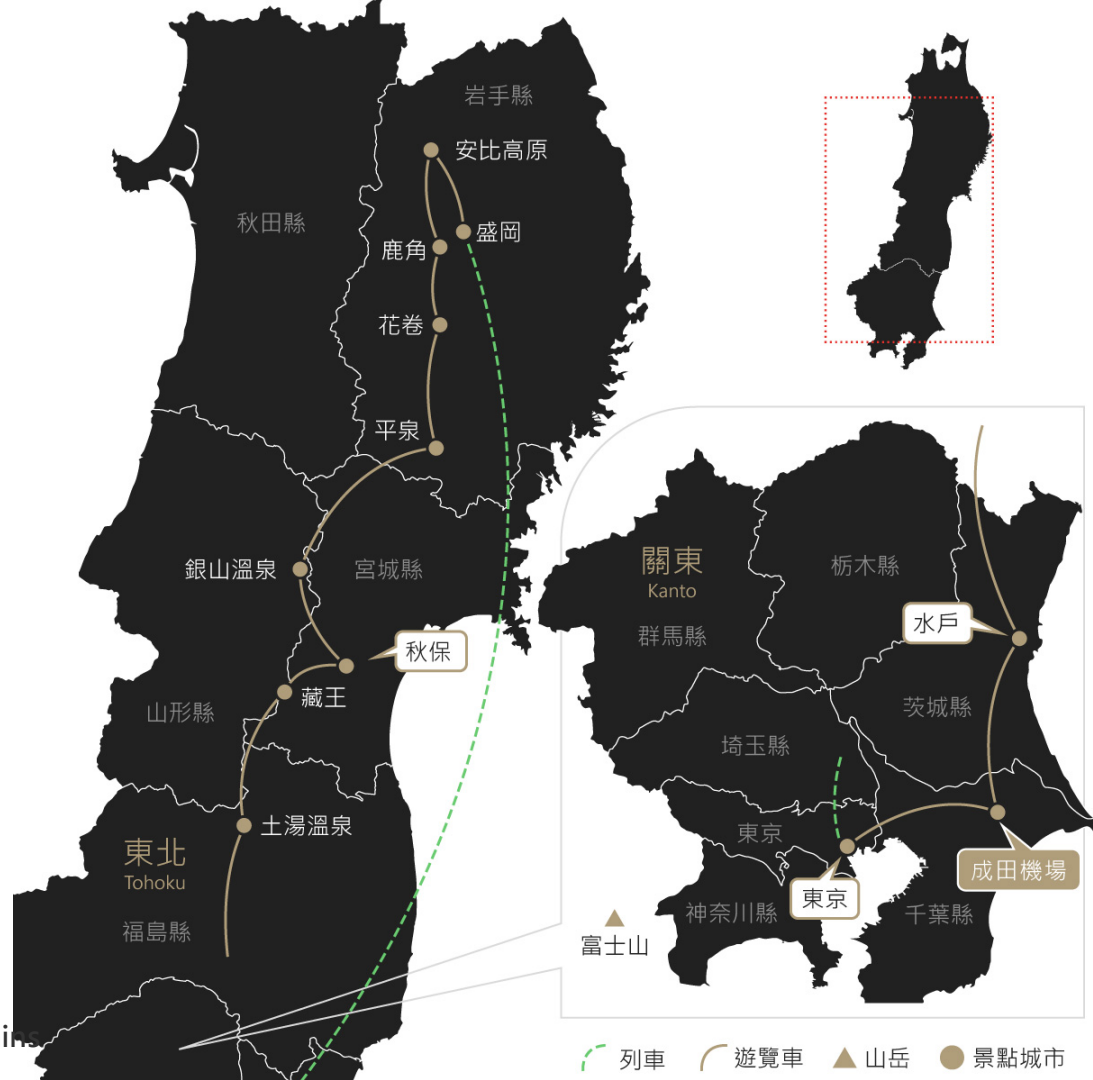 岩手縣
安比高原
秋田縣
盛岡
鹿角
花卷
平泉
銀山溫泉
宮城縣
秋保
藏王
山形縣
土湯溫泉
東北
Tohoku
福島縣
ins
關東
Kanto
栃木縣
群馬縣
水戶
茨城縣
埼玉縣
東京
成田機場
東京
神奈川縣
千葉縣
富士山
列車
遊覽車
山岳
景點城市